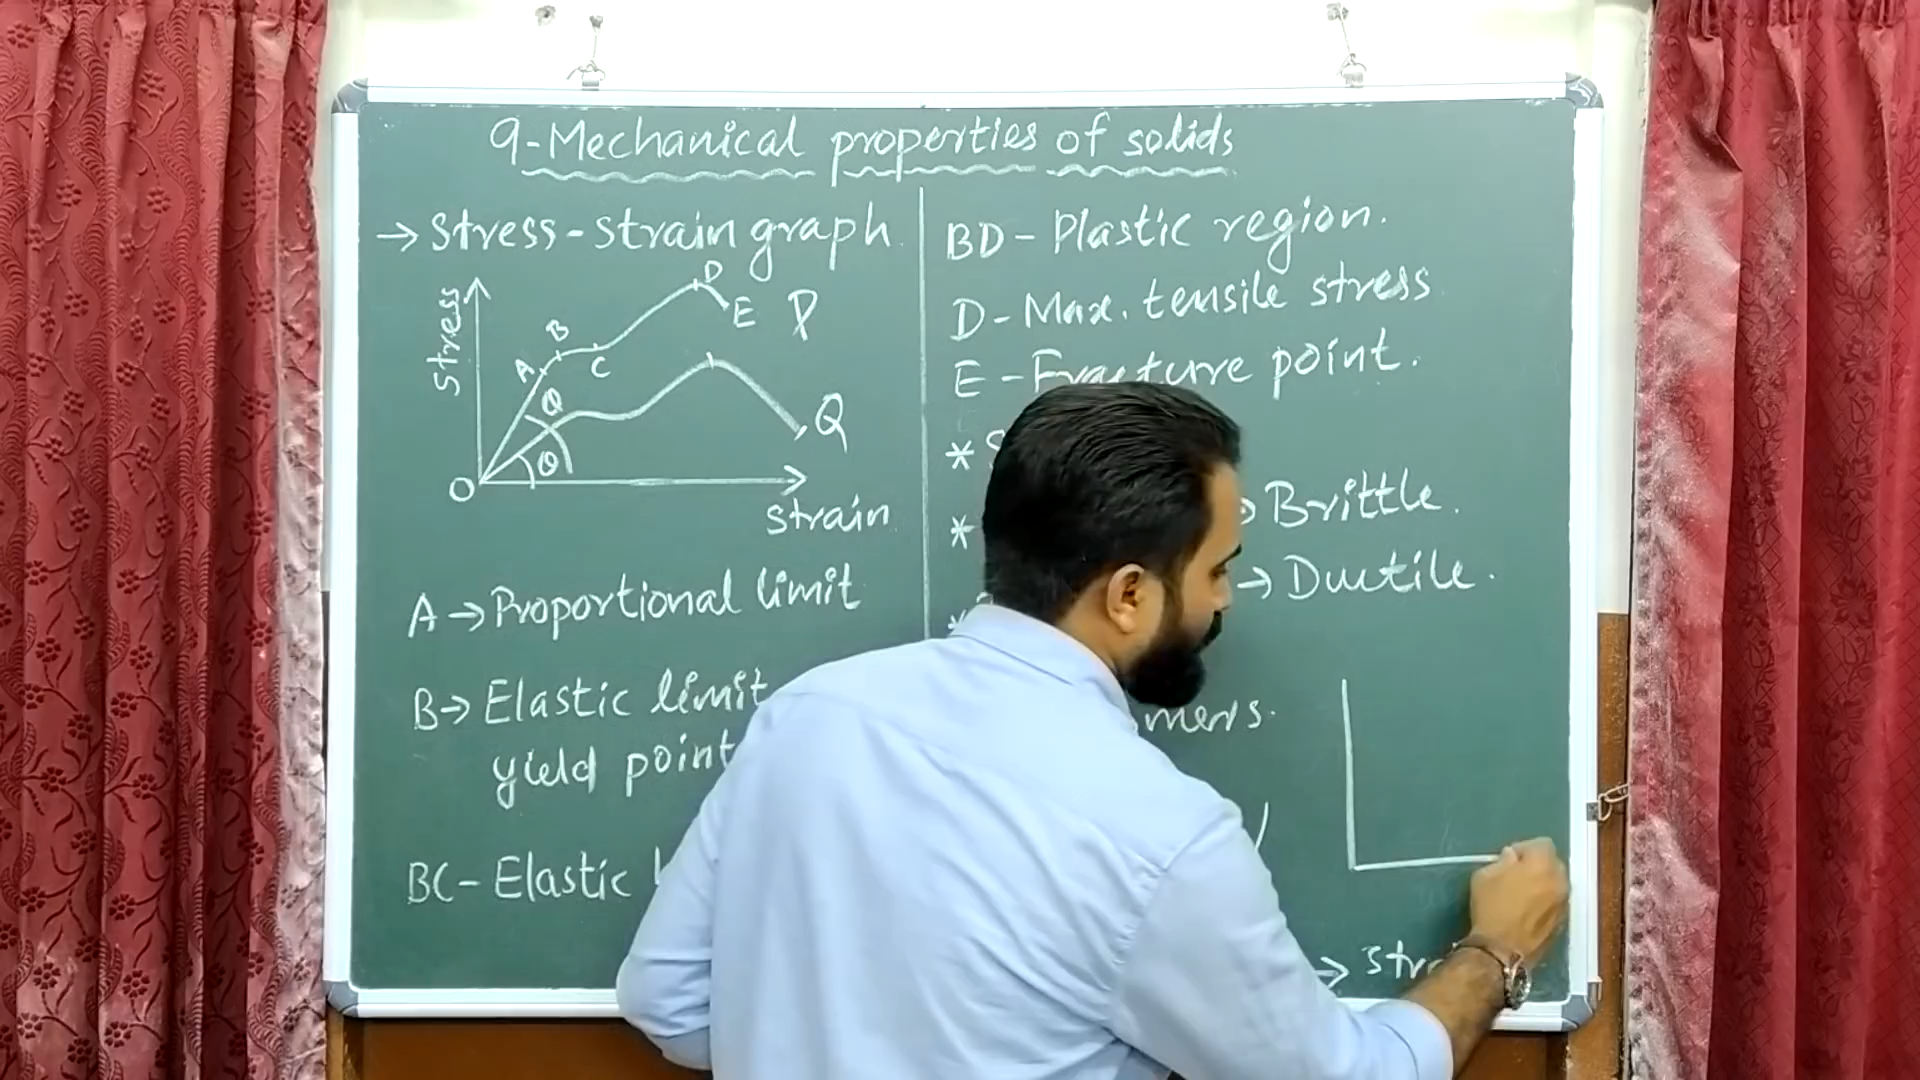 9-Mechanical properties of solids
→ Stress-strain graph
Stress
A
B
C
D
E
P
Q
θ
θ
O
strain
A → Proportional limit
B → Elastic limit
yield point
BC - Elastic
BD - Plastic region.
D - Max. tensile stress
E - Fracture point.
*
* → Brittle.
→ Ductile.